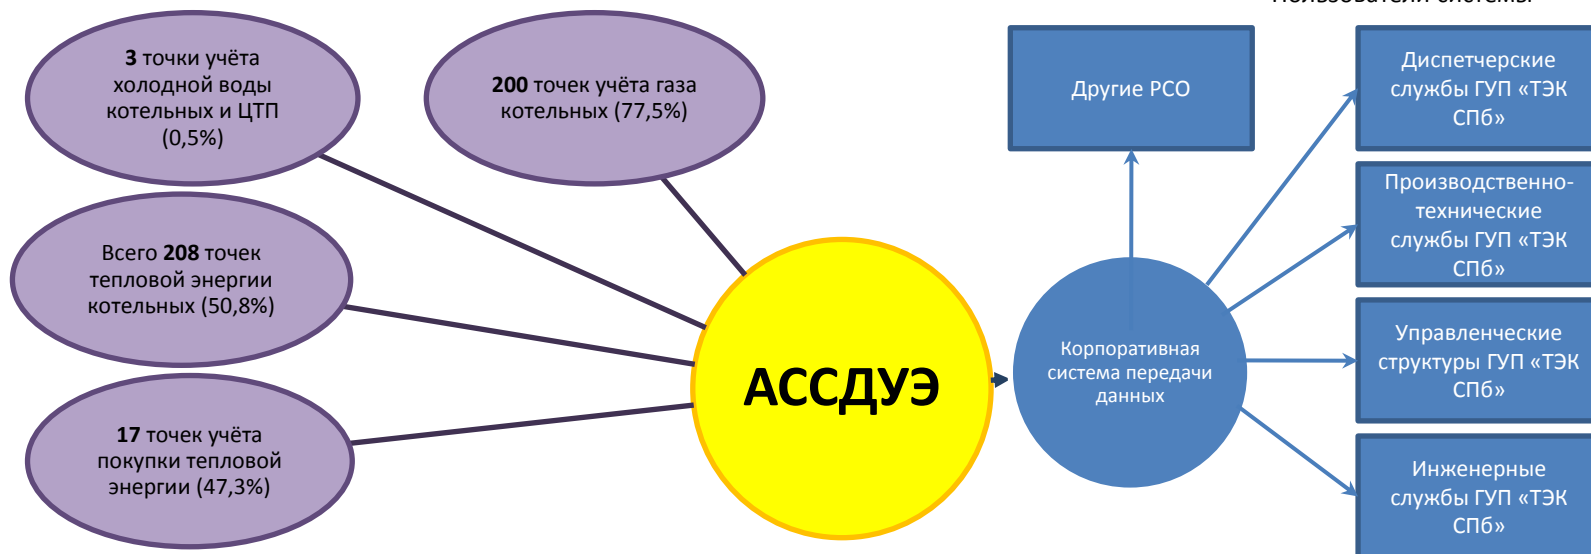 Пользователи системы
3 точки учёта
холодной воды
котельных и ЦТП
(0,5%)
200 точек учёта газа
котельных (77,5%)
Всего 208 точек
тепловой энергии
котельных (50,8%)
17 точек учёта
покупки тепловой
энергии (47,3%)
АССДУЭ
Корпоративная
система передачи
данных
Другие РСО
Диспетчерские
службы ГУП «ТЭК
СПб»
Производственно-
технические
службы ГУП «ТЭК
СПб»
Управленческие
структуры ГУП «ТЭК
СПб»
Инженерные
службы ГУП «ТЭК
СПб»